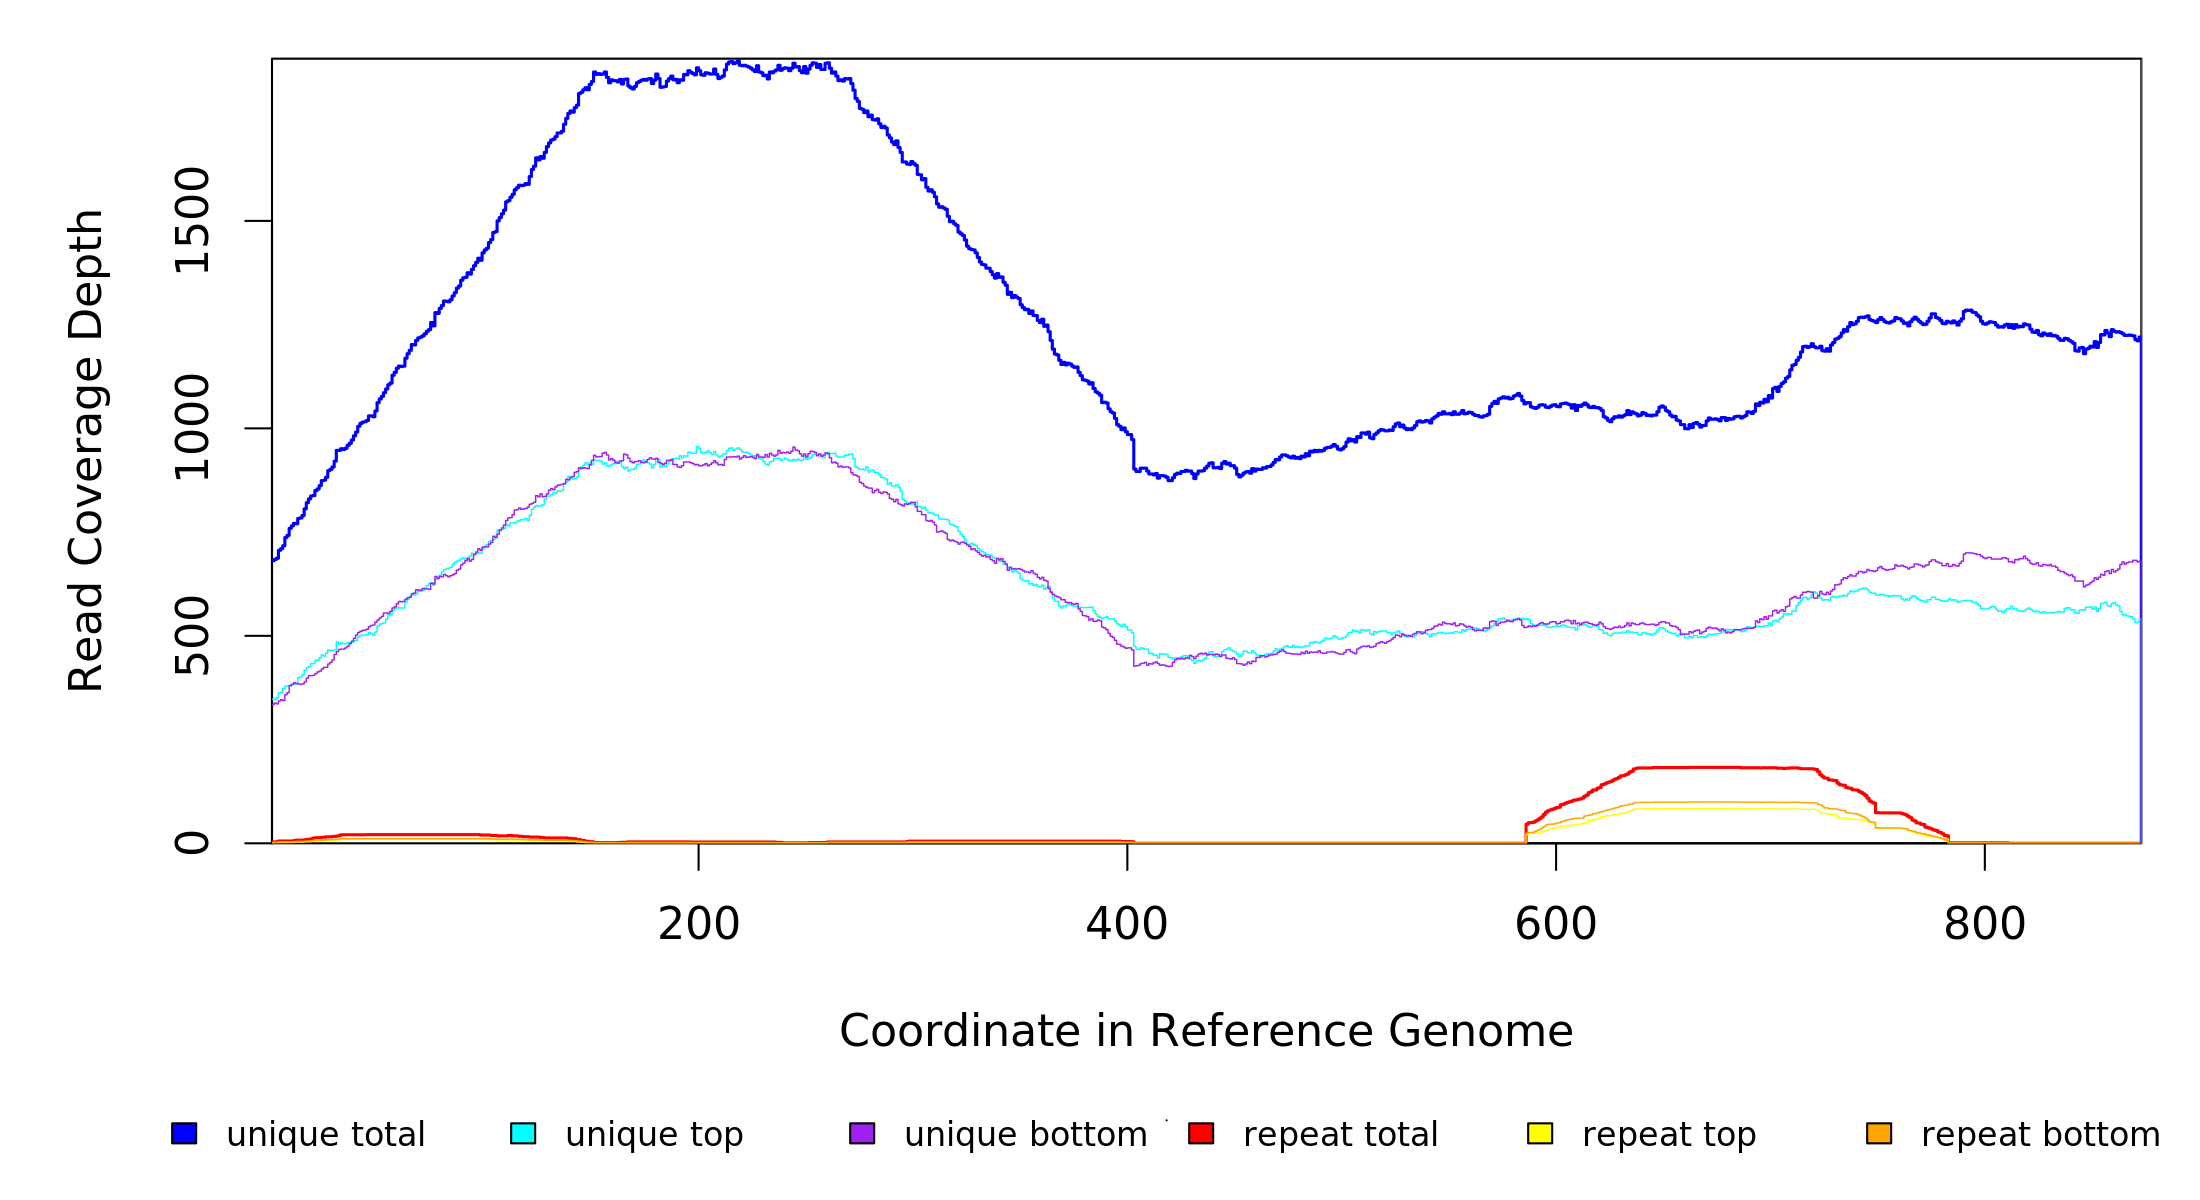 Read Coverage Depth
1500
1000
500
0
200 400 600 800
Coordinate in Reference Genome
unique total unique top unique bottom repeat total repeat top repeat bottom